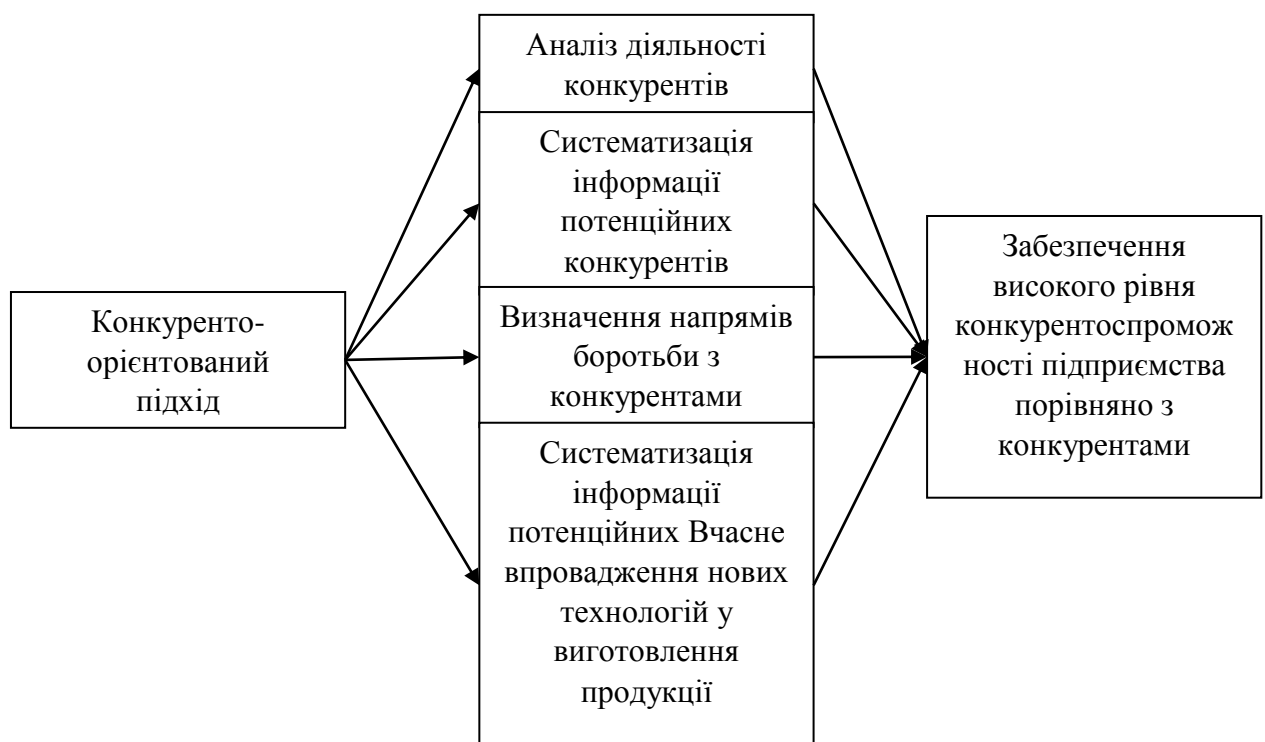 Аналіз діяльності
конкурентів
Систематизація
інформації
потенційних
конкурентів
Конкуренто-
орієнтований
підхід
Визначення напрямів
боротьби з
конкурентами
Систематизація
інформації
потенційних Вчасне
впровадження нових
технологій у
виготовлення
продукції
Забезпечення
високого рівня
конкурентоспромож
ності підприємства
порівняно з
конкурентами